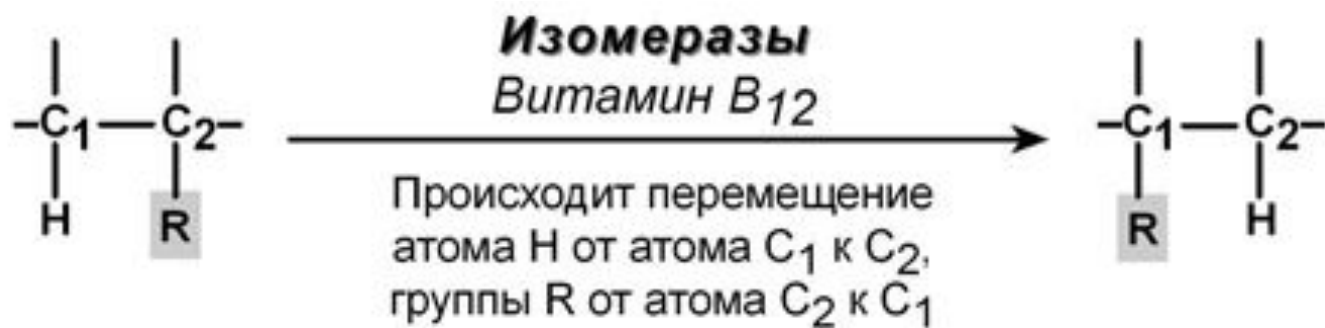 Изомеразы
Витамин B12
C1 C2
H R
Происходит перемещение
атома H от атома C1 к C2,
группы R от атома C2 к C1
C1 C2
R H